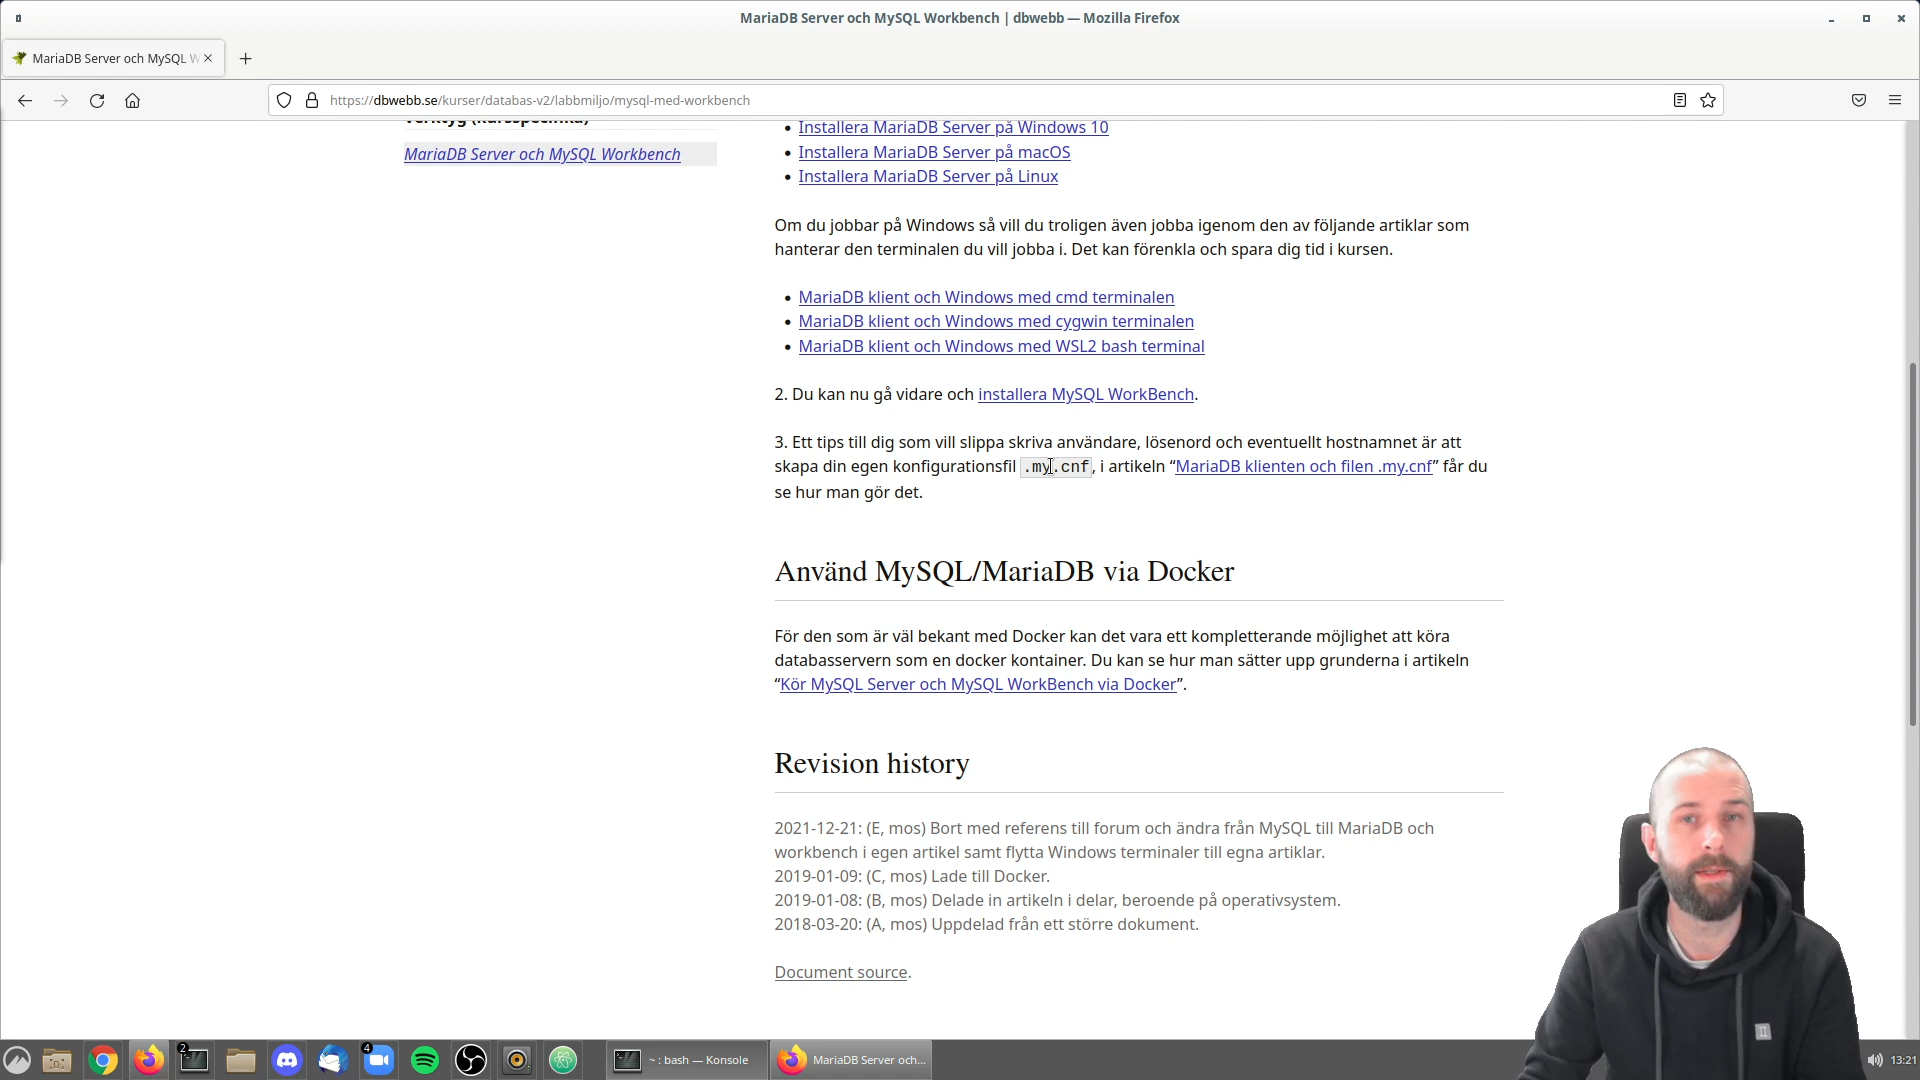 MariaDB Server och MySQL Workbench | dbwebb — Mozilla Firefox
MariaDB Server och MySQL W
https://dbwebb.se/kurser/databas-v2/labbmiljo/mysql-med-workbench
Verktyg (kursspecifika)
MariaDB Server och MySQL Workbench
Installera MariaDB Server på Windows 10
Installera MariaDB Server på macOS
Installera MariaDB Server på Linux
Om du jobbar på Windows så vill du troligen även jobba igenom den av följande artiklar som
hanterar den terminalen du vill jobba i. Det kan förenkla och spara dig tid i kursen.
MariaDB klient och Windows med cmd terminalen
MariaDB klient och Windows med cygwin terminalen
MariaDB klient och Windows med WSL2 bash terminal
2. Du kan nu gå vidare och installera MySQL WorkBench.
3. Ett tips till dig som vill slippa skriva användare, lösenord och eventuellt hostnamnet är att
skapa din egen konfigurationsfil .my.cnf, i artikeln “MariaDB klienten och filen .my.cnf” får du
se hur man gör det.
Använd MySQL/MariaDB via Docker
För den som är väl bekant med Docker kan det vara ett kompletterande möjlighet att köra
databasservern som en docker kontainer. Du kan se hur man sätter upp grunderna i artikeln
“Kör MySQL Server och MySQL WorkBench via Docker”.
Revision history
2021-12-21: (E, mos) Bort med referens till forum och ändra från MySQL till MariaDB och
workbench i egen artikel samt flytta Windows terminaler till egna artiklar.
2019-01-09: (C, mos) Lade till Docker.
2019-01-08: (B, mos) Delade in artikeln i delar, beroende på operativsystem.
2018-03-20: (A, mos) Uppdelad från ett större dokument.
Document source.
2
4
~ : bash — Konsole
MariaDB Server och...
13:21